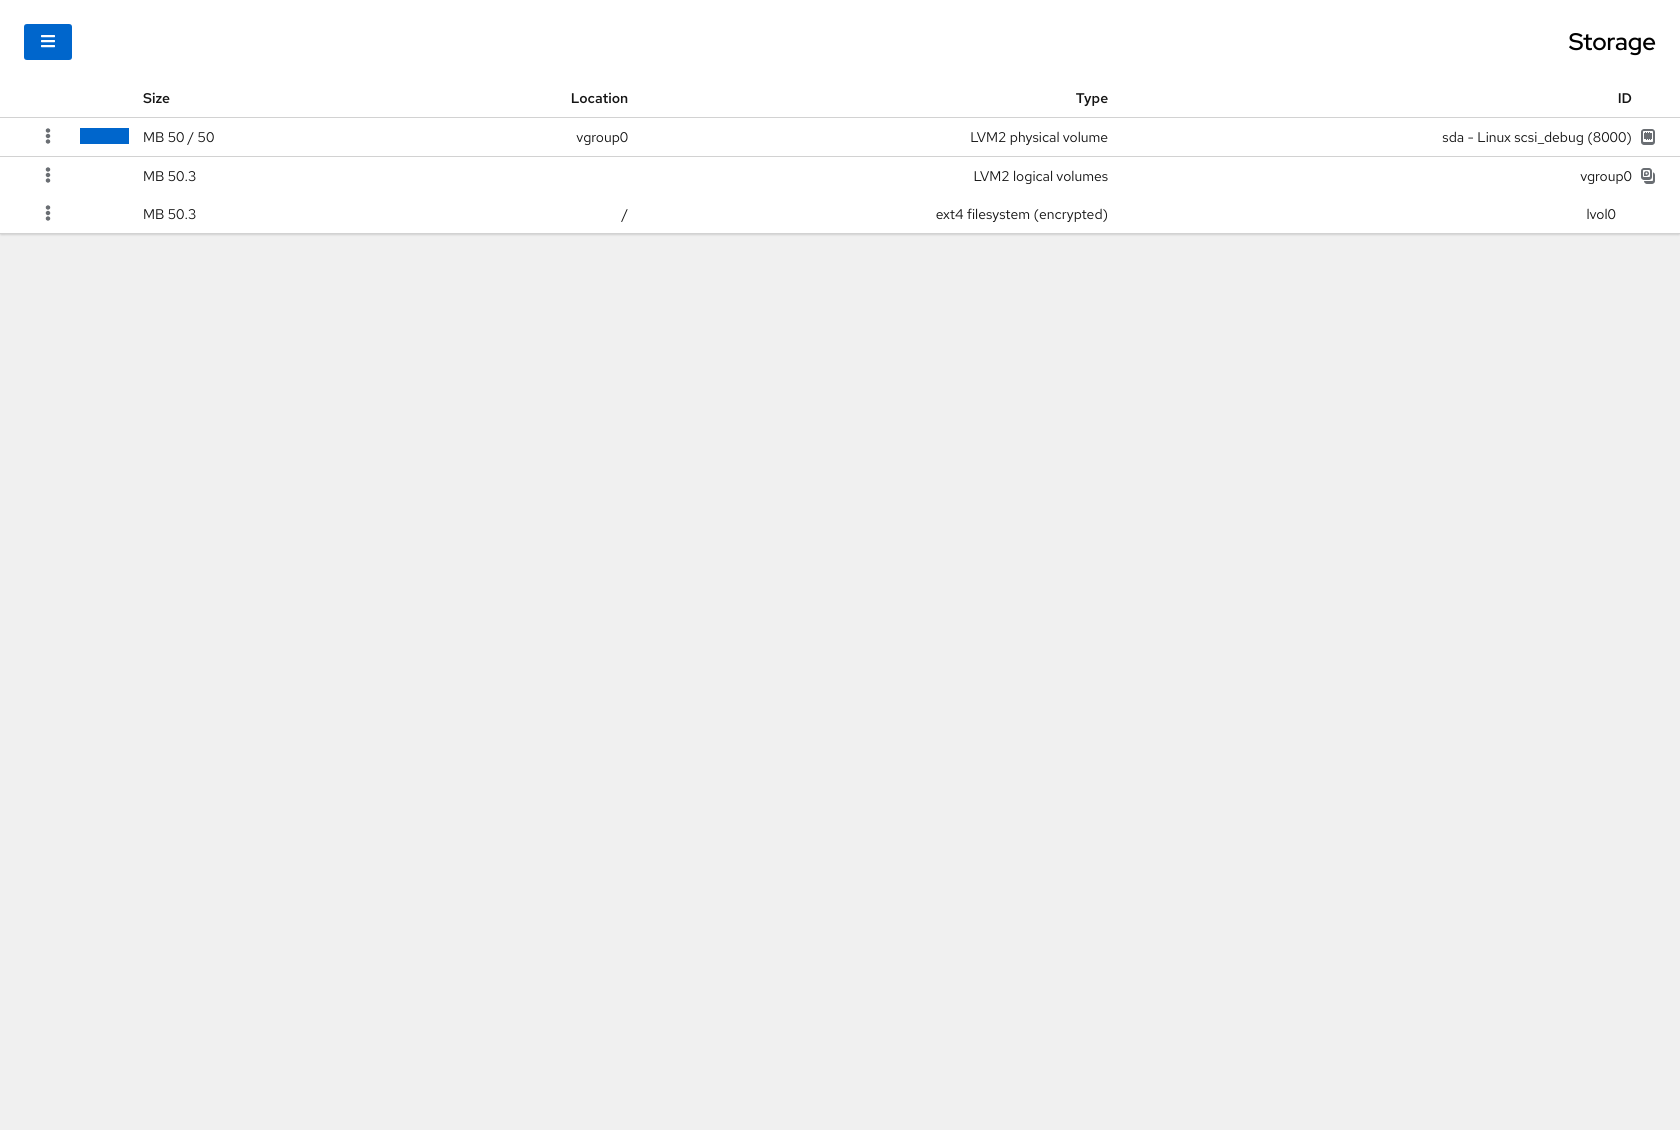 Storage
ID Type Location Size
sda - Linux scsi_debug (8000) LVM2 physical volume vgroup0 MB 50 / 50
vgroup0 LVM2 logical volumes MB 50.3
lvol0 ext4 filesystem (encrypted) / MB 50.3